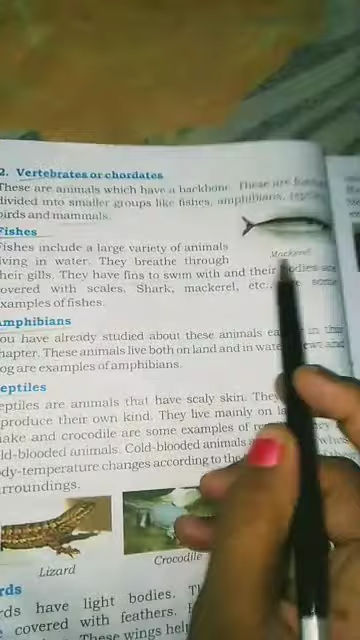 2. Vertebrates or chordates
These are animals which have a backbone. These are
divided into smaller groups like fishes, amphibians,
birds and mammals.
Fishes
Fishes include a large variety of animals
living in water. They breathe through
their gills. They have fins to swim with and their bodies are
covered with scales. Shark, mackerel, etc., are some
examples of fishes.
Mackerel
Amphibians
You have already studied about these animals in this
chapter. These animals live both on land and in water. and
frog are examples of amphibians.
Reptiles
Reptiles are animals that have scaly skin. They
reproduce their own kind. They live mainly on
snake and crocodile are some examples of They
cold-blooded animals. Cold-blooded animals whose
body-temperature changes according to the
surroundings.
Lizard
Crocodile
Birds
Birds have light bodies.
covered with feathers.
These wings help